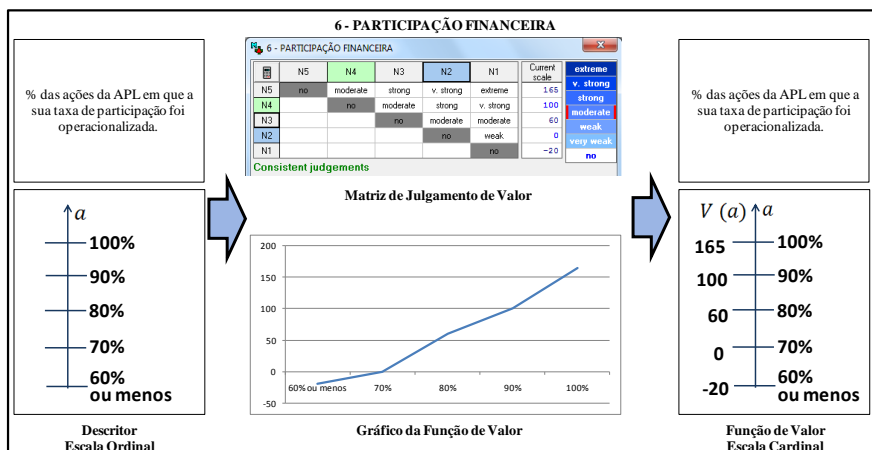 6 - PARTICIPAÇÃO FINANCEIRA
% das ações da APL em que a
sua taxa de participação foi
operacionalizada.
a
100%
90%
80%
70%
60%
ou menos
Descritor
Escala Ordinal
6 - PARTICIPAÇÃO FINANCEIRA
N5 N4 N3 N2 N1 Current scale
N5 no moderate strong v. strong extreme 165
N4 no moderate strong v. strong 100
N3 no moderate moderate 60
N2 no weak 0
N1 no -20
extreme
v. strong
strong
moderate
weak
very weak
no
Consistent judgements
Matriz de Julgamento de Valor
200
150
100
50
0
-50
60% ou menos 70% 80% 90% 100%
Gráfico da Função de Valor
% das ações da APL em que a
sua taxa de participação foi
operacionalizada.
V (a) a
165 100%
100 90%
60 80%
0 70%
-20 60%
ou menos
Função de Valor
Escala Cardinal